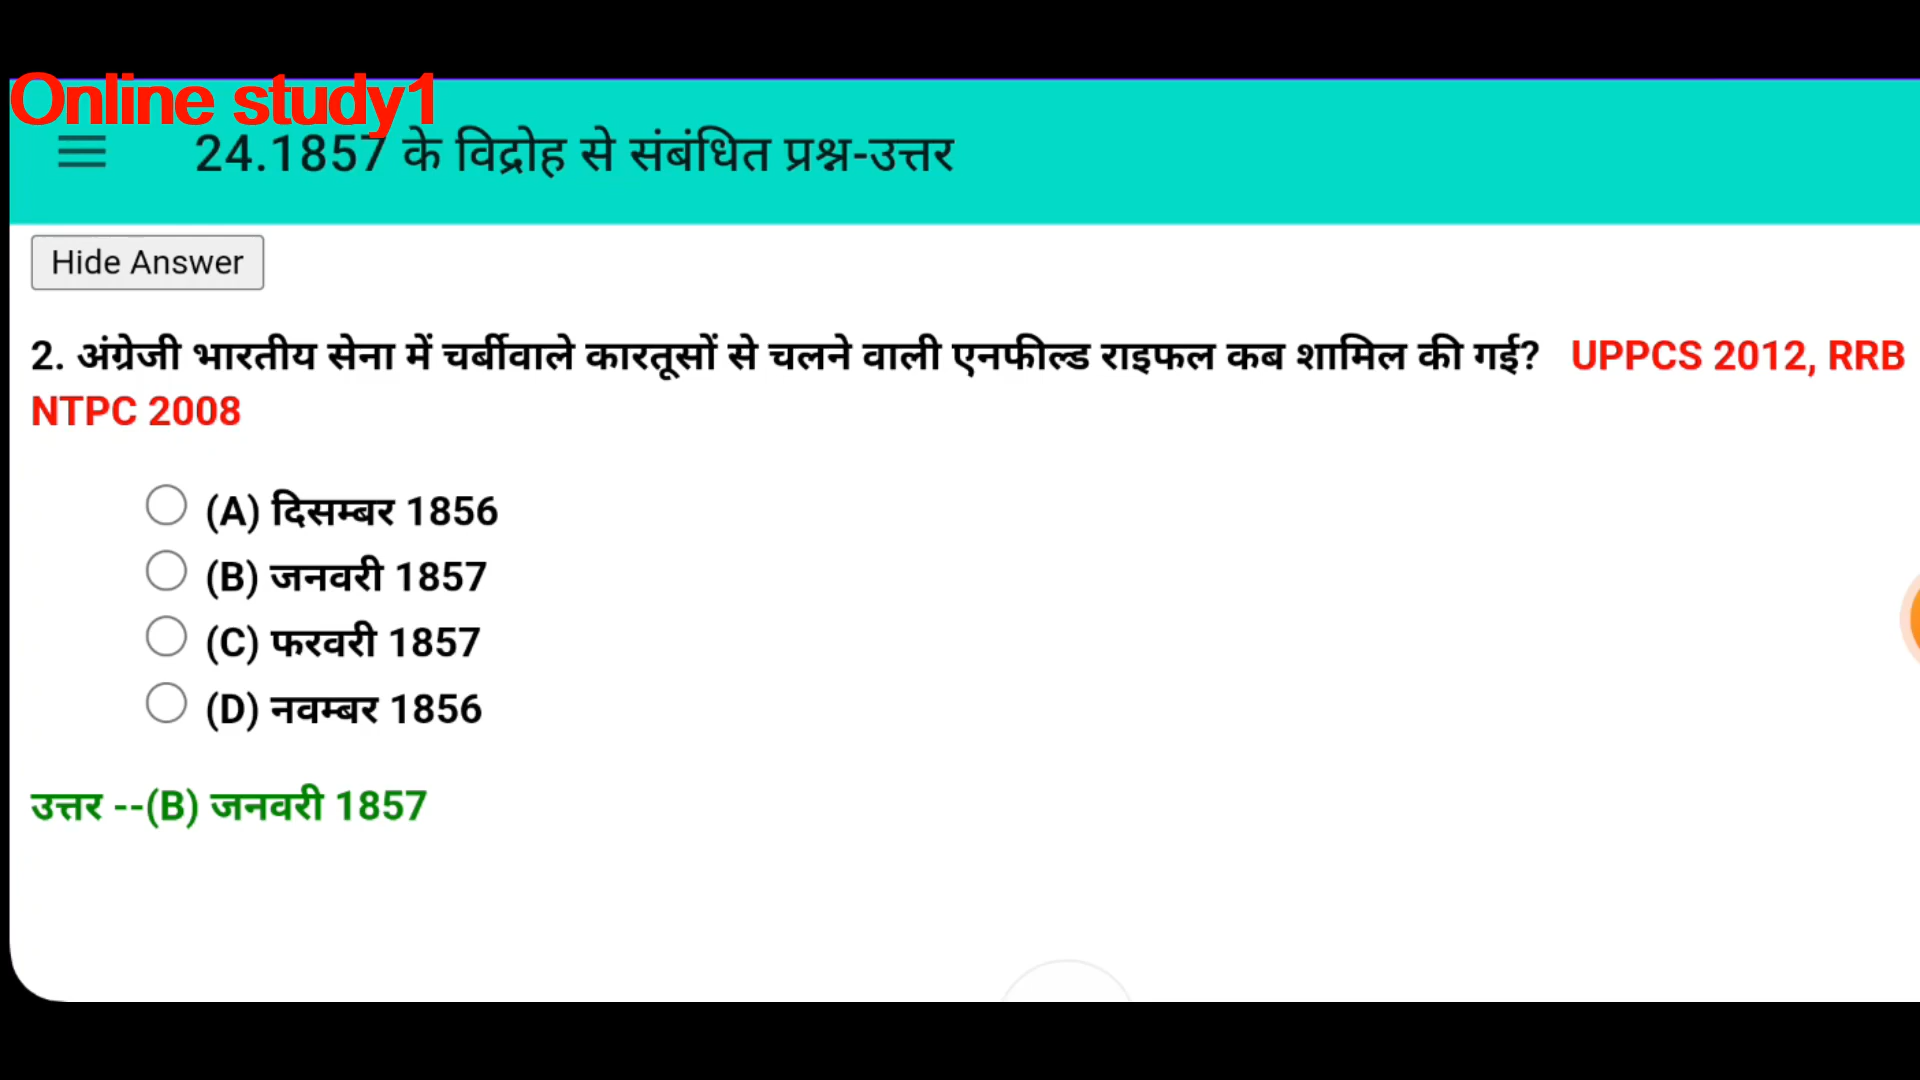 Online study1
24.1857 के विद्रोह से संबंधित प्रश्न-उत्तर
Hide Answer
2. अंग्रेजी भारतीय सेना में चर्बीवाले कारतूसों से चलने वाली एनफील्ड राइफल कब शामिल की गई? UPPCS 2012, RRB
NTPC 2008
(A) दिसम्बर 1856
(B) जनवरी 1857
(C) फरवरी 1857
(D) नवम्बर 1856
उत्तर --(B) जनवरी 1857